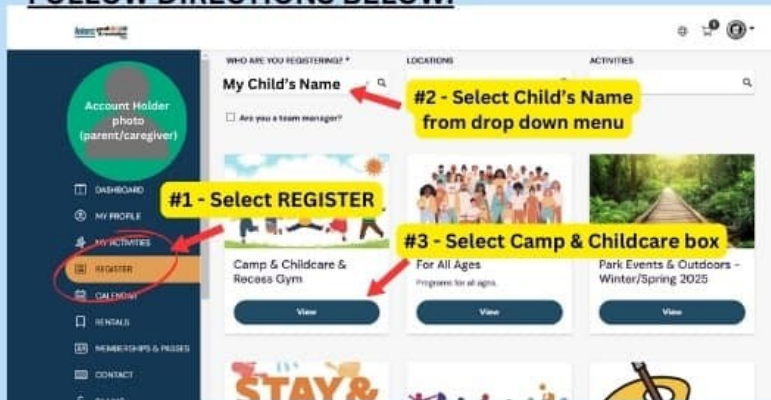 FOLLOW DIRECTIONS BELOW:
WHO ARE YOU REGISTERING? *
LOCATIONS
ACTIVITIES
My Child's Name
#2 - Select Child's Name
from drop down menu
Are you a team manager?
Account Holder
photo
(parent/caregiver)
DASHBOARD
MY PROFILE
MY ACTIVITIES
REGISTER
CALENDAR
RENTALS
MEMBERSHIPS & PASSES
CONTACT
#1 - Select REGISTER
#3 - Select Camp & Childcare box
Camp & Childcare &
Recess Gym
View
For All Ages
Programs for all ages.
View
Park Events & Outdoors -
Winter/Spring 2025
View
STAY &